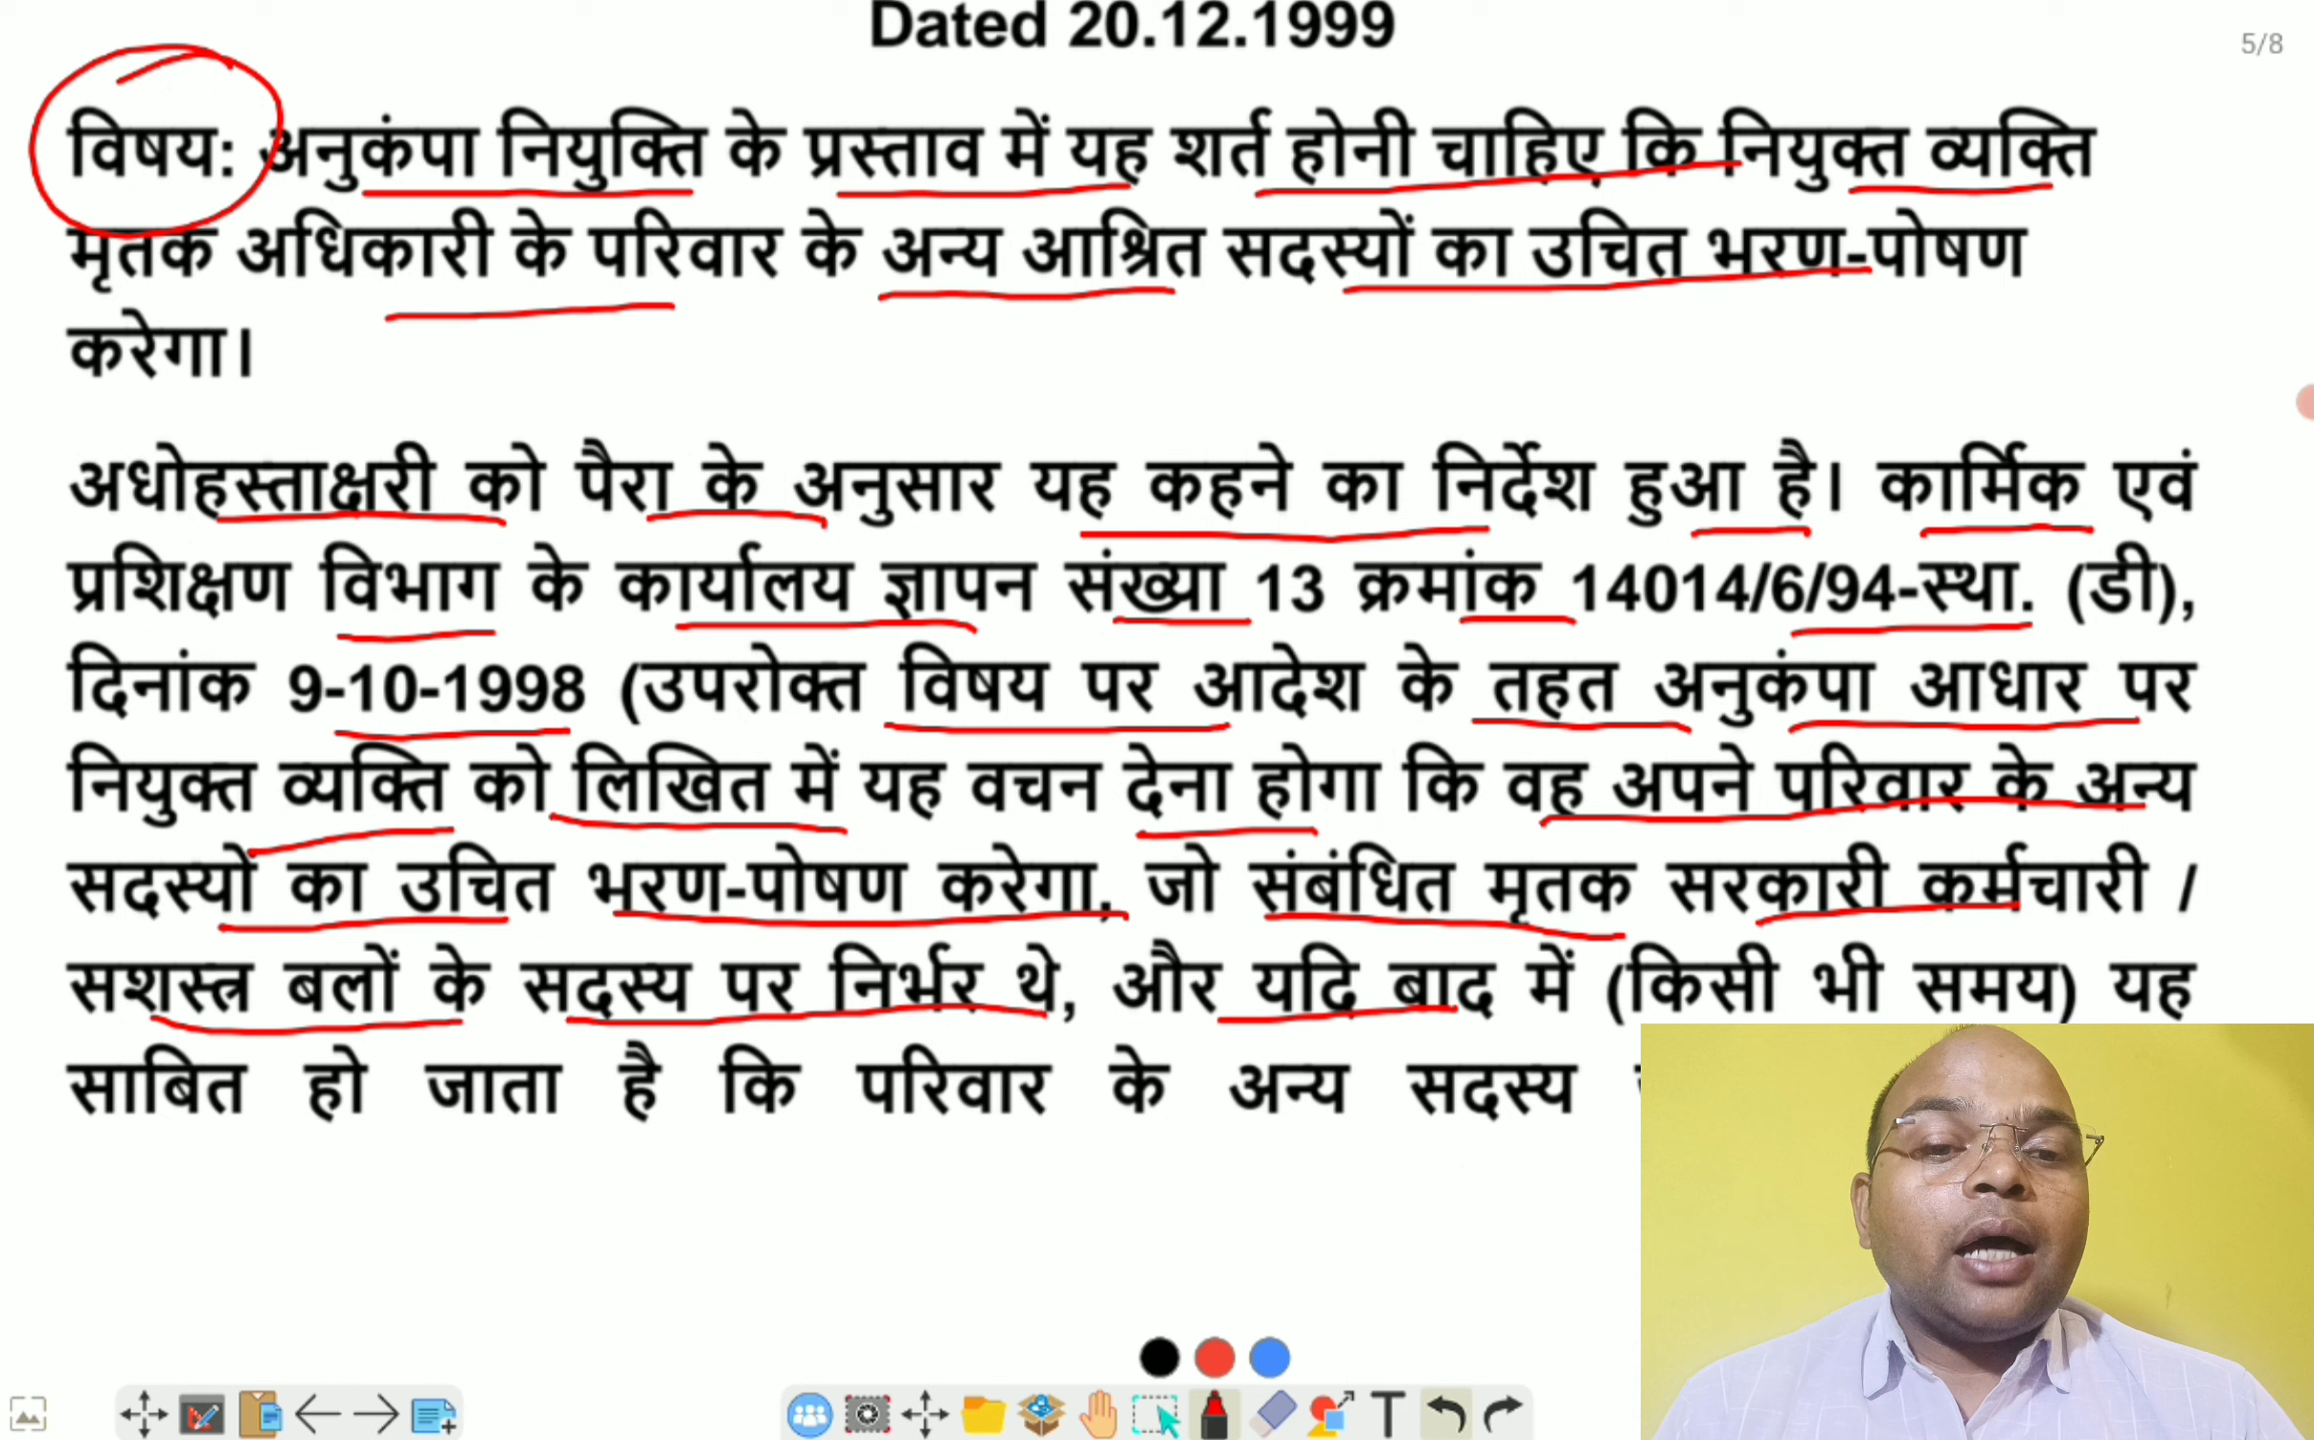 Dated 20.12.1999
5/8
विषय: अनुकंपा नियुक्ति के प्रस्ताव में यह शर्त होनी चाहिए कि नियुक्त व्यक्ति
मृतक अधिकारी के परिवार के अन्य आश्रित सदस्यों का उचित भरण-पोषण
करेगा।
अधोहस्ताक्षरी को पैरा के अनुसार यह कहने का निर्देश हुआ है। कार्मिक एवं
प्रशिक्षण विभाग के कार्यालय ज्ञापन संख्या 13 क्रमांक 14014/6/94-स्था. (डी),
दिनांक 9-10-1998 (उपरोक्त विषय पर आदेश के तहत अनुकंपा आधार पर
नियुक्त व्यक्ति को लिखित में यह वचन देना होगा कि वह अपने परिवार के अन्य
सदस्यों का उचित भरण-पोषण करेगा, जो संबंधित मृतक सरकारी कर्मचारी /
सशस्त्र बलों के सदस्य पर निर्भर थे, और यदि बाद में (किसी भी समय) यह
साबित हो जाता है कि परिवार के अन्य सदस्य